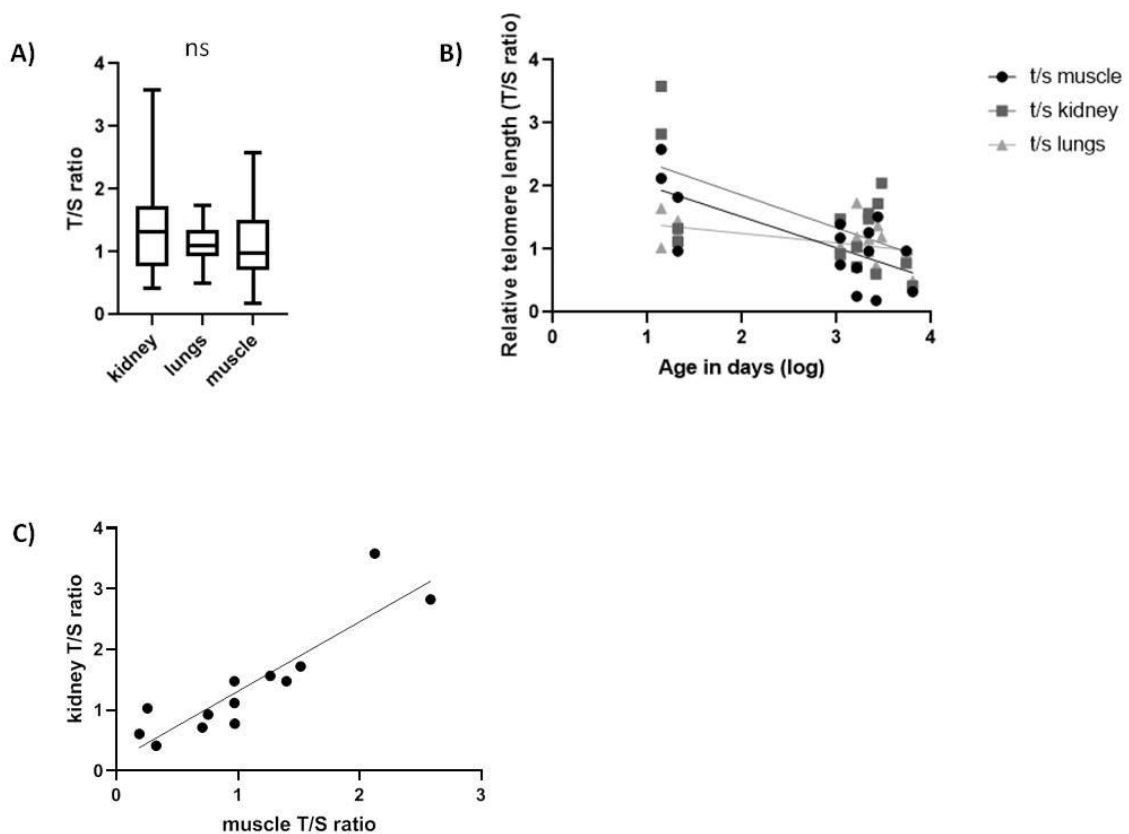 A)
ns
T/S ratio
4
3
2
1
0
kidney
lungs
muscle
B)
Relative telomere length (T/S ratio)
4
3
2
1
0
0 1 2 3 4
Age in days (log)
t/s muscle
t/s kidney
t/s lungs
C)
kidney T/S ratio
4
3
2
1
0
0 1 2 3
muscle T/S ratio